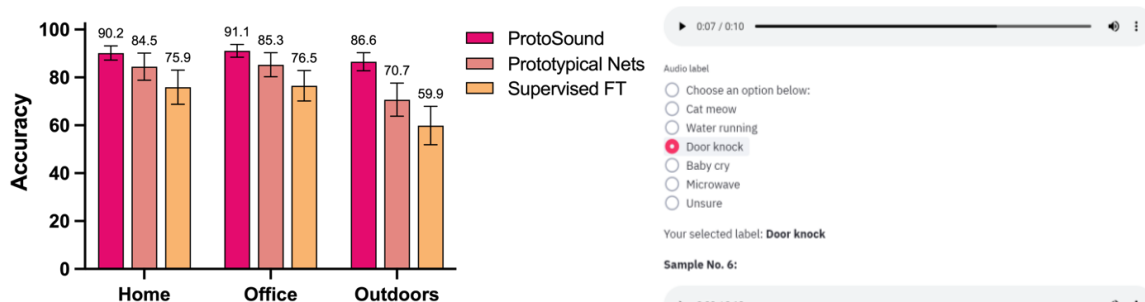 100
80
60
40
20
0
Accuracy
90.2
84.5
75.9
91.1
85.3
76.5
86.6
70.7
59.9
Home
Office
Outdoors
ProtoSound
Prototypical Nets
Supervised FT
0:07 / 0:10
Audio label
Choose an option below:
Cat meow
Water running
Door knock
Baby cry
Microwave
Unsure
Your selected label: Door knock
Sample No. 6: